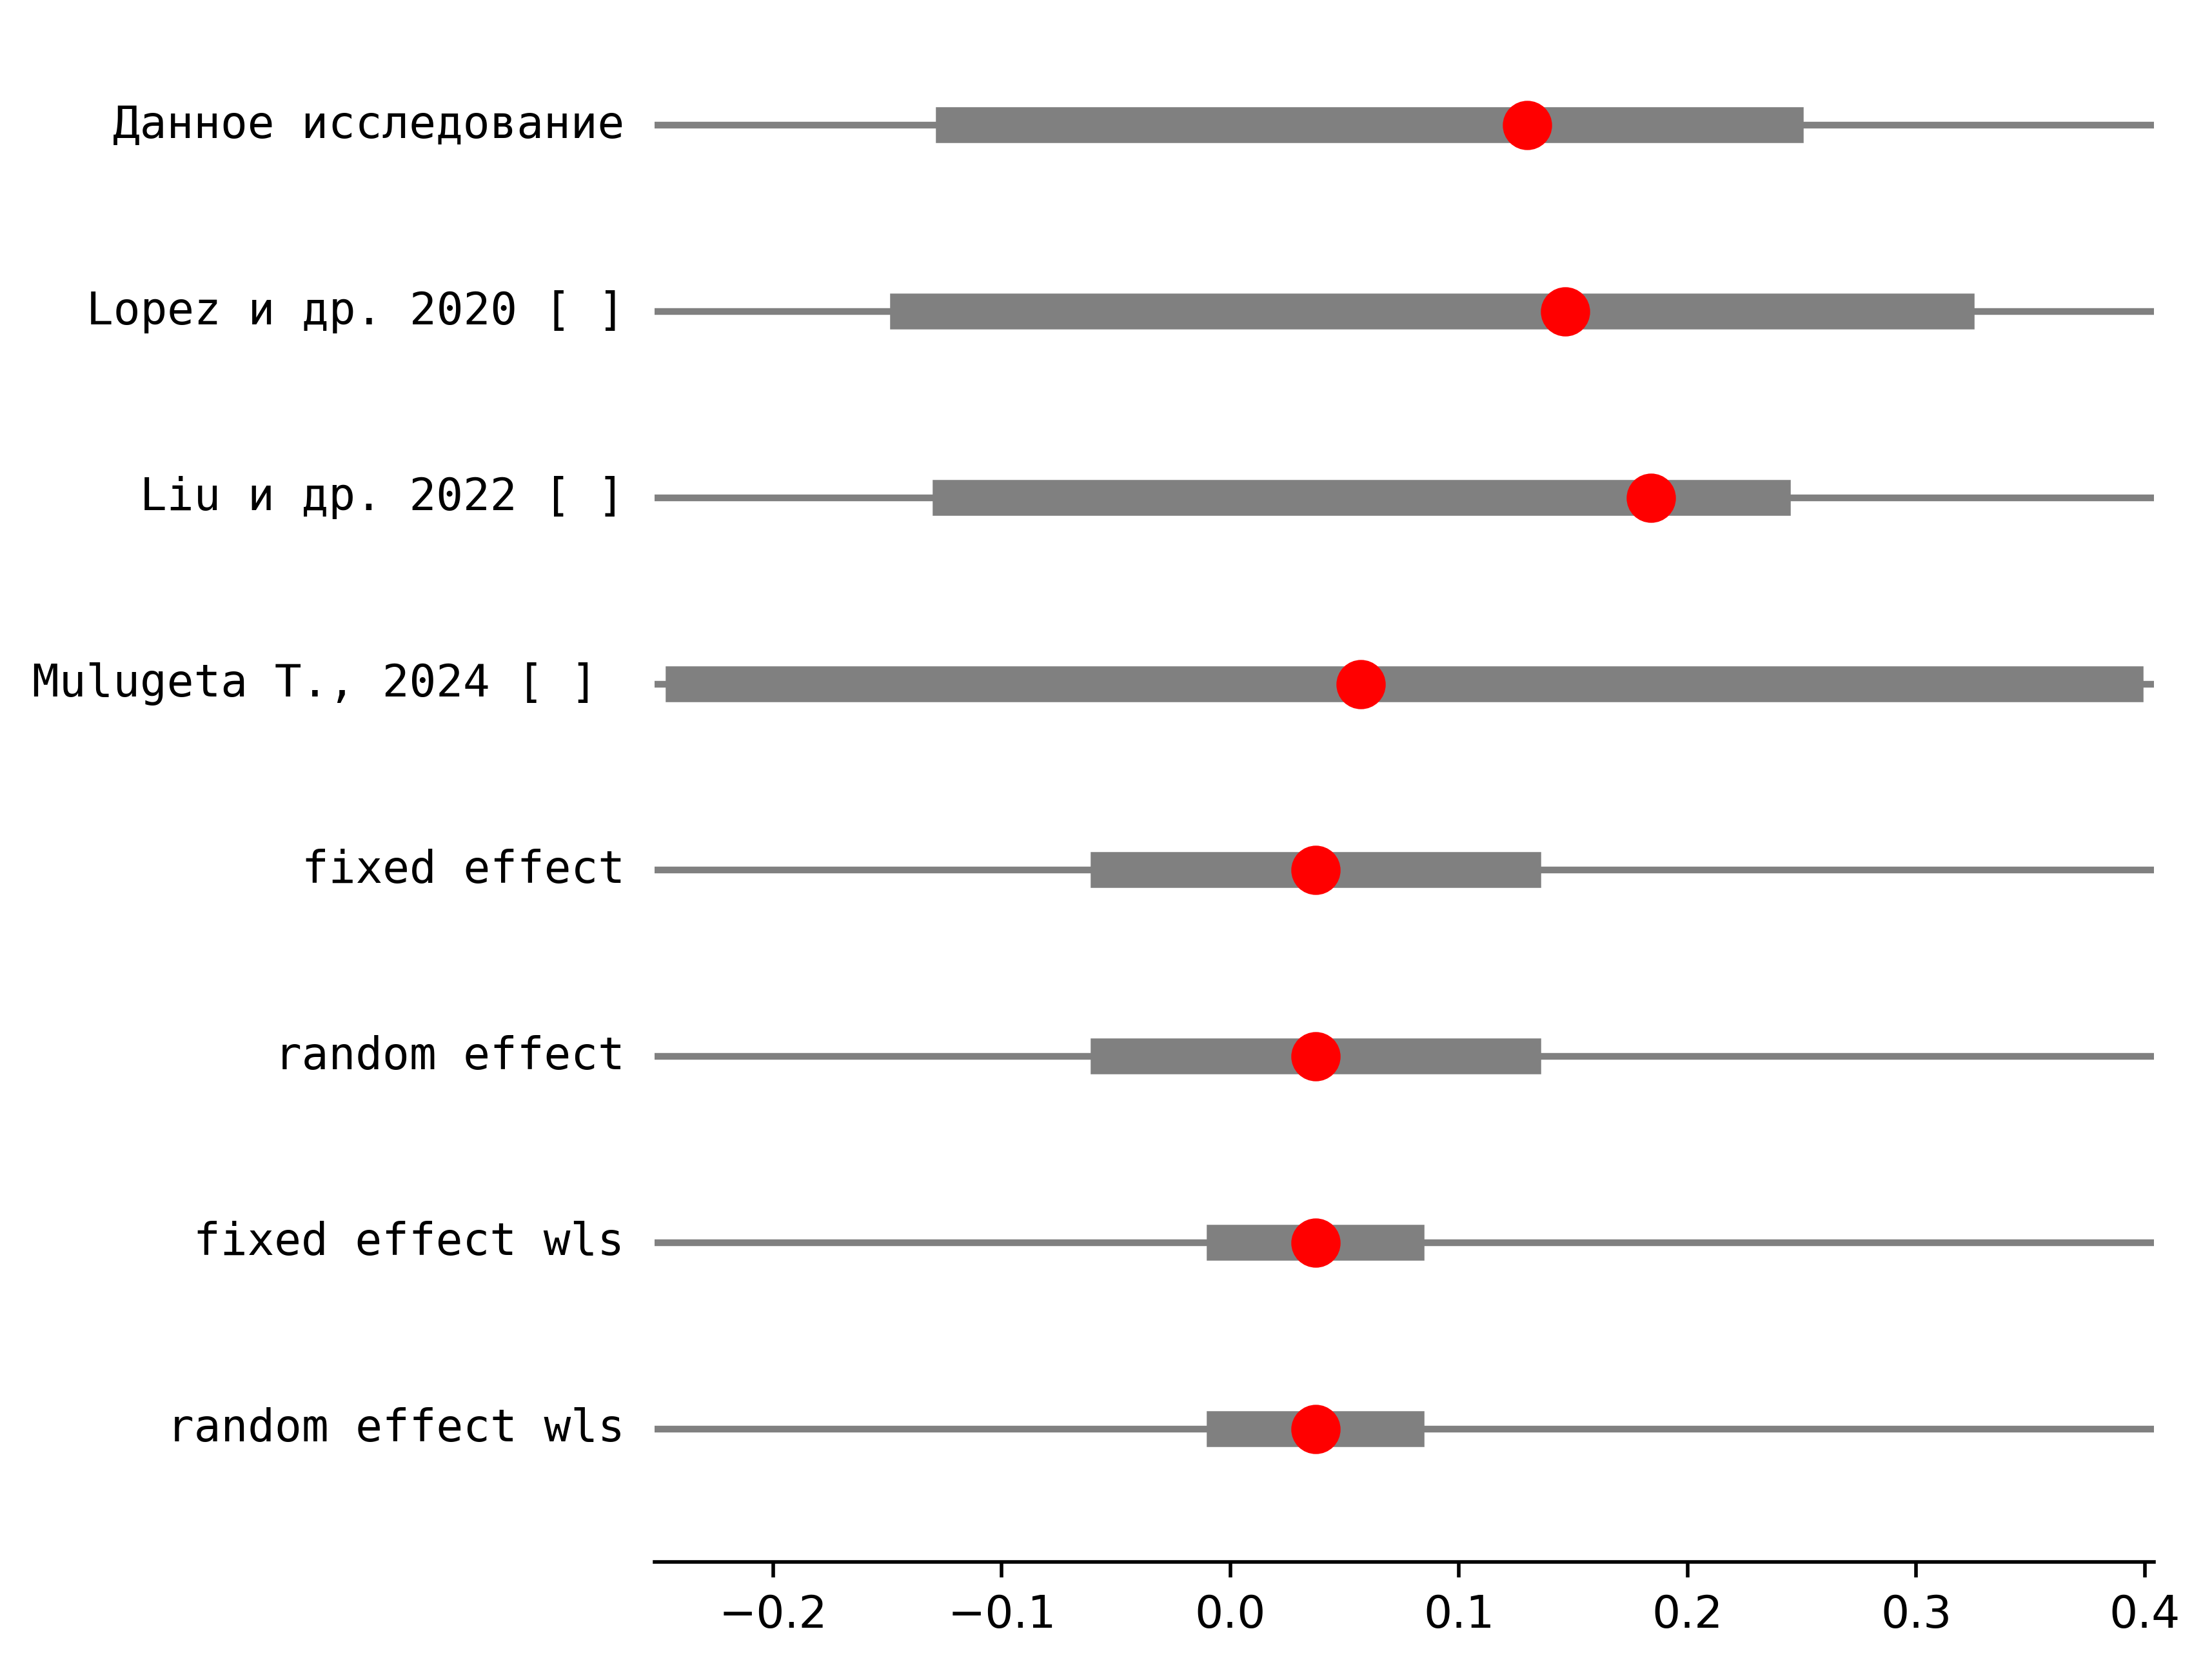 Данное исследование
Lopez и др. 2020 [ ]
Liu и др. 2022 [ ]
Mulugeta T., 2024 [ ]
fixed effect
random effect
fixed effect wls
random effect wls
−0.2 −0.1 0.0 0.1 0.2 0.3 0.4